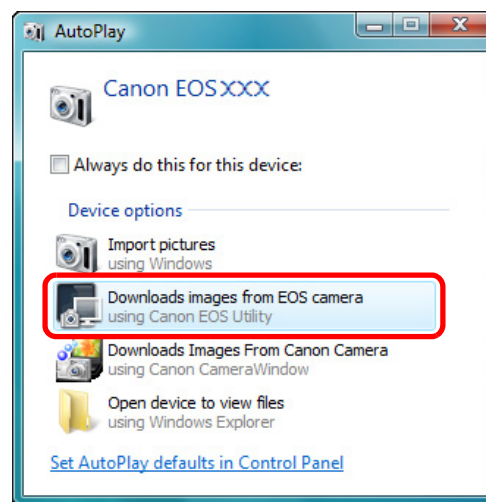 AutoPlay
Canon EOS XXX
Always do this for this device:
Device options
Import pictures
using Windows
Downloads images from EOS camera
using Canon EOS Utility
Downloads Images From Canon Camera
using Canon CameraWindow
Open device to view files
using Windows Explorer
Set AutoPlay defaults in Control Panel